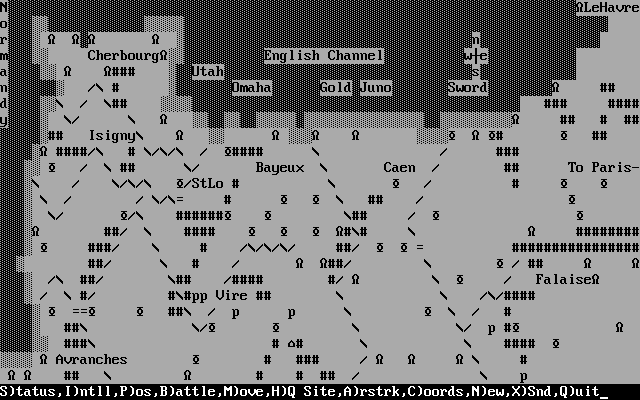 Normandy
LeHavre
Cherbourg
English Channel
n
w e
s
Utah
Omaha Gold Juno Sword
Isigny
Bayeux Caen To Paris-
StLo
Falaise
pp Vire
p p
p
Avranches
p
S)tatus,I)ntll,P)os,B)attle,M)ove,H)Q Site,A)rstrk,C)oords,N)ew,X)Snd,Q)uit_